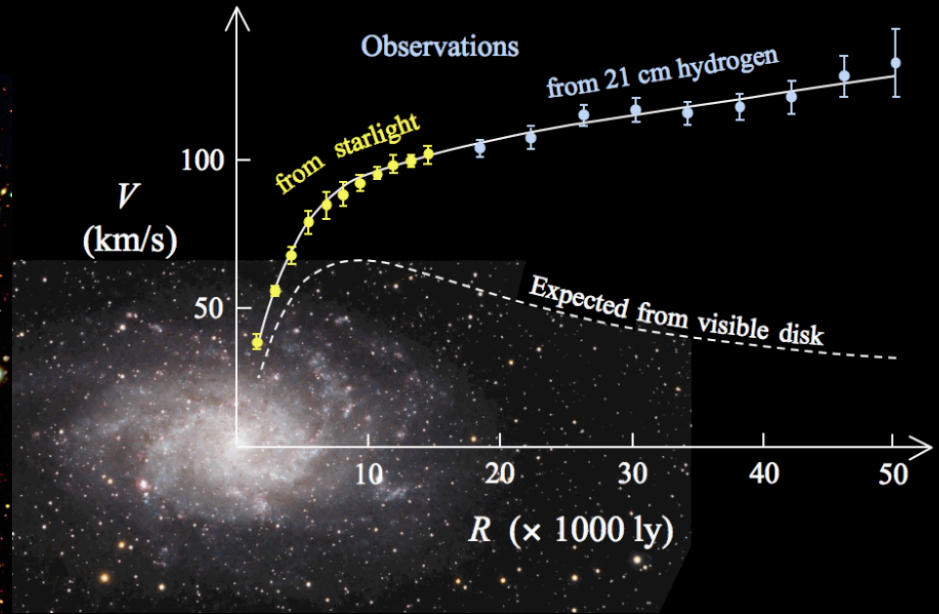 Observations
from 21 cm hydrogen
from starlight
100
V
(km/s)
50
Expected from visible disk
10
20
30
40
50
R (× 1000 ly)